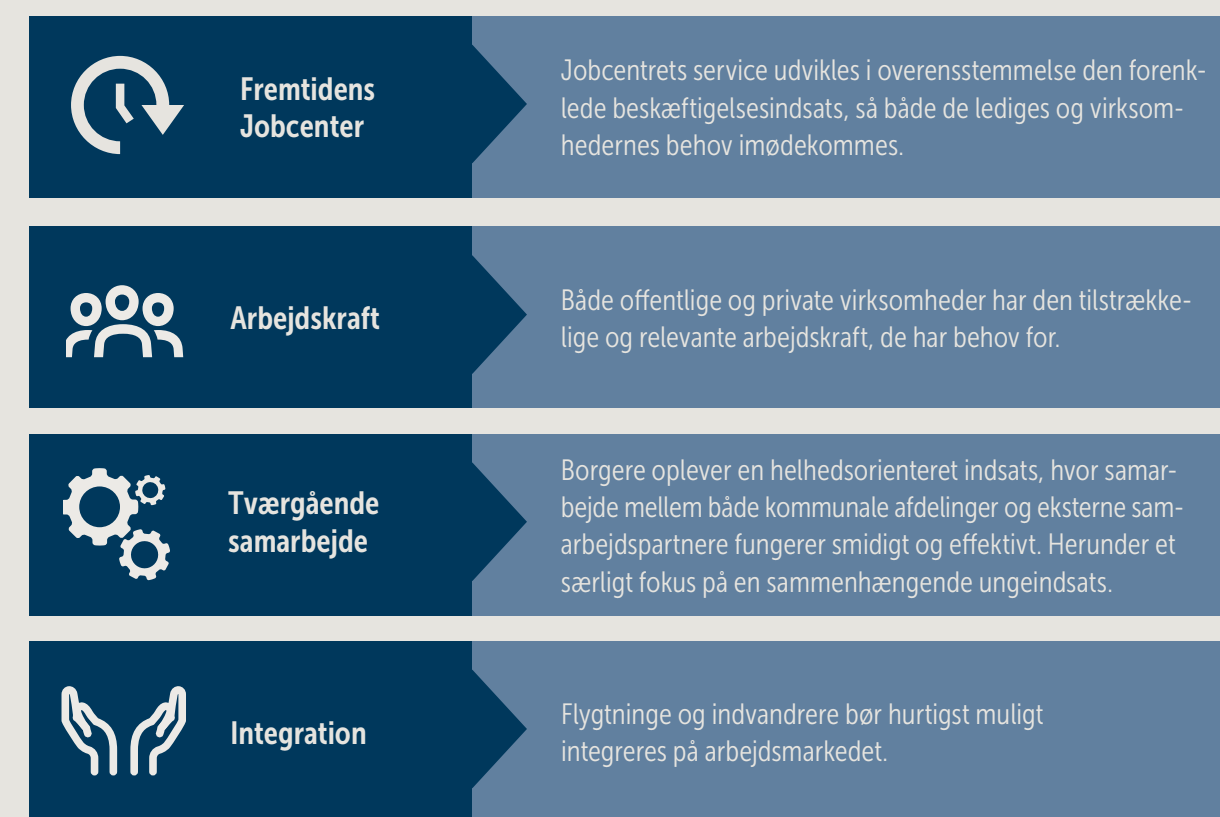 Fremtidens
Jobcenter
Jobcentrets service udvikles i overensstemmelse den forenk-
lede beskæftigelsesindsats, så både de lediges og virksom-
hedernes behov imødekommes.
Arbejdskraft
Både offentlige og private virksomheder har den tilstrække-
lige og relevante arbejdskraft, de har behov for.
Tværgående
samarbejde
Borgere oplever en helhedsorienteret indsats, hvor samar-
bejde mellem både kommunale afdelinger og eksterne sam-
arbejdspartnere fungerer smidigt og effektivt. Herunder et
særligt fokus på en sammenhængende ungeindsats.
Integration
Flygtninge og indvandrere bør hurtigst muligt
integreres på arbejdsmarkedet.